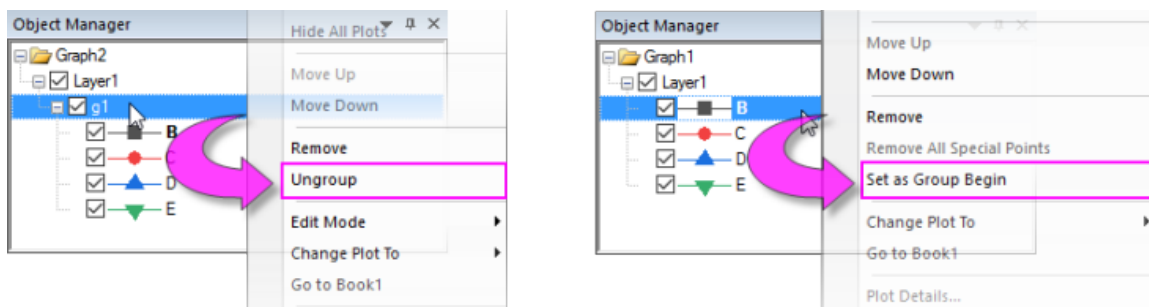 Object Manager
Graph2
Layer1
g1
B
C
D
E
Hide All Plots
Move Up
Move Down
Remove
Ungroup
Edit Mode
Change Plot To
Go to Book1
Object Manager
Graph1
Layer1
B
C
D
E
Move Up
Move Down
Remove
Remove All Special Points
Set as Group Begin
Change Plot To
Go to Book1
Plot Details...